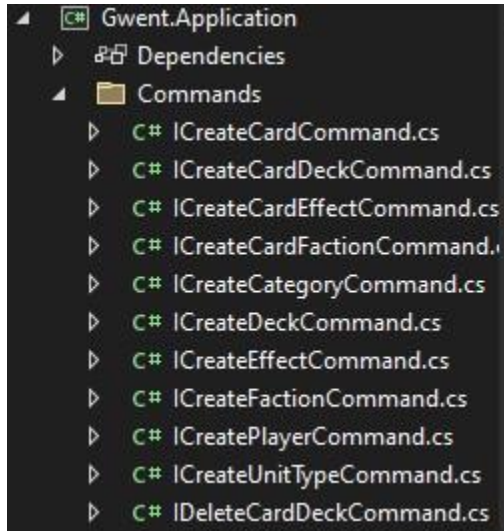 C# Gwent.Application
Dependencies
Commands
C# ICreateCardCommand.cs
C# ICreateCardDeckCommand.cs
C# ICreateCardEffectCommand.cs
C# ICreateCardFactionCommand.
C# ICreateCategoryCommand.cs
C# ICreateDeckCommand.cs
C# ICreateEffectCommand.cs
C# ICreateFactionCommand.cs
C# ICreatePlayerCommand.cs
C# ICreateUnitTypeCommand.cs
C# IDeleteCardDeckCommand.cs